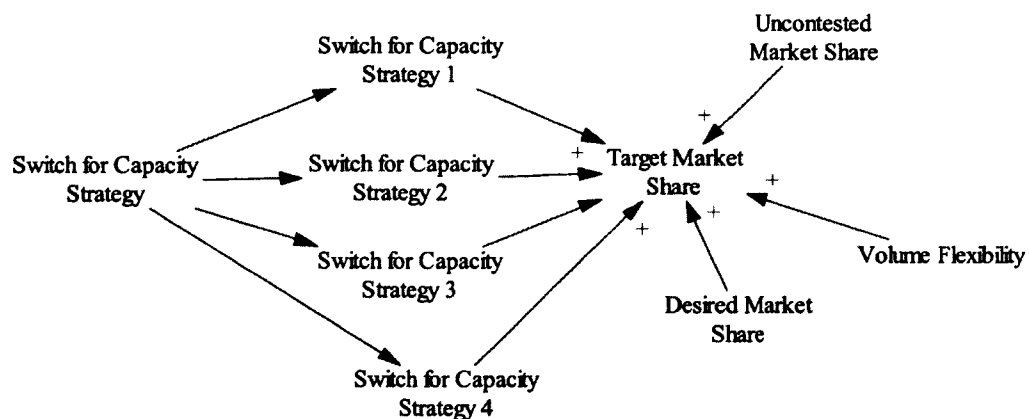 Switch for Capacity
Strategy 1
Uncontested
Market Share
+
Switch for Capacity
Strategy
Switch for Capacity
Strategy 2
+
Target Market
Share
+
+
+
Switch for Capacity
Strategy 3
Volume Flexibility
Desired Market
Share
Switch for Capacity
Strategy 4